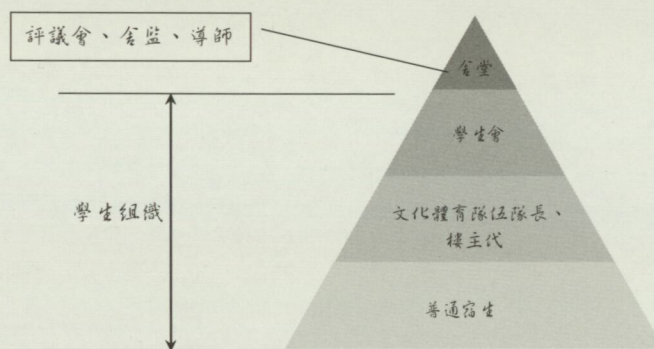 評議會、舍監、導師
舍堂
學生會
學生組織
文化體育隊伍隊長、
樓主代
普通宿生